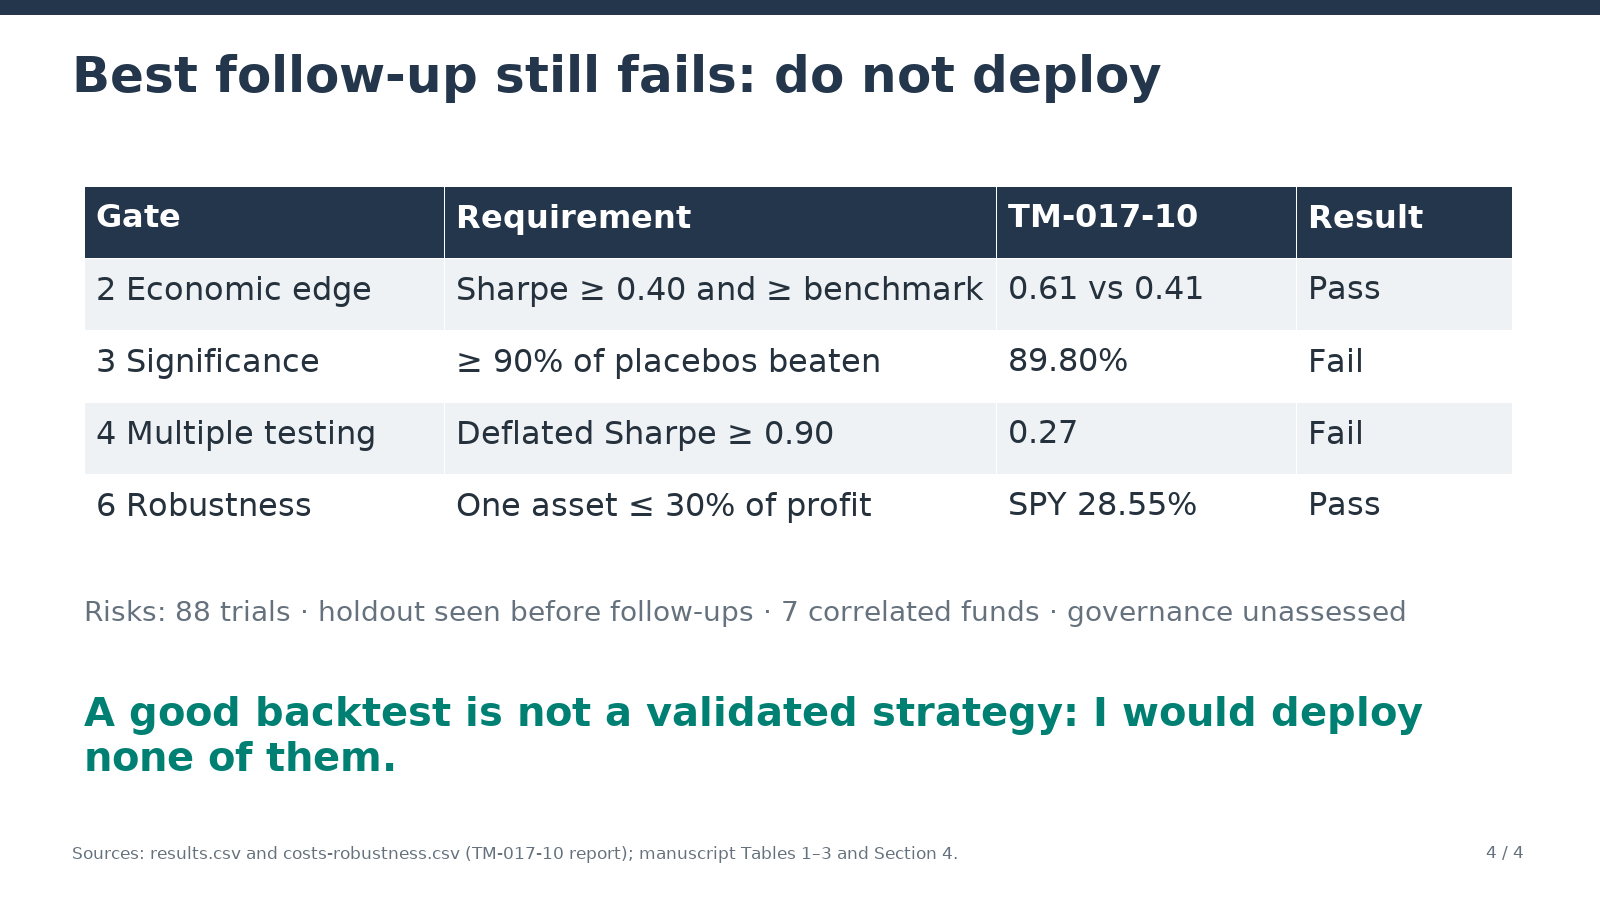 Best follow-up still fails: do not deploy
Gate Requirement TM-017-10 Result
2 Economic edge Sharpe ≥ 0.40 and ≥ benchmark 0.61 vs 0.41 Pass
3 Significance ≥ 90% of placebos beaten 89.80% Fail
4 Multiple testing Deflated Sharpe ≥ 0.90 0.27 Fail
6 Robustness One asset ≤ 30% of profit SPY 28.55% Pass
Risks: 88 trials · holdout seen before follow-ups · 7 correlated funds · governance unassessed
A good backtest is not a validated strategy: I would deploy
none of them.
Sources: results.csv and costs-robustness.csv (TM-017-10 report); manuscript Tables 1–3 and Section 4.
4 / 4